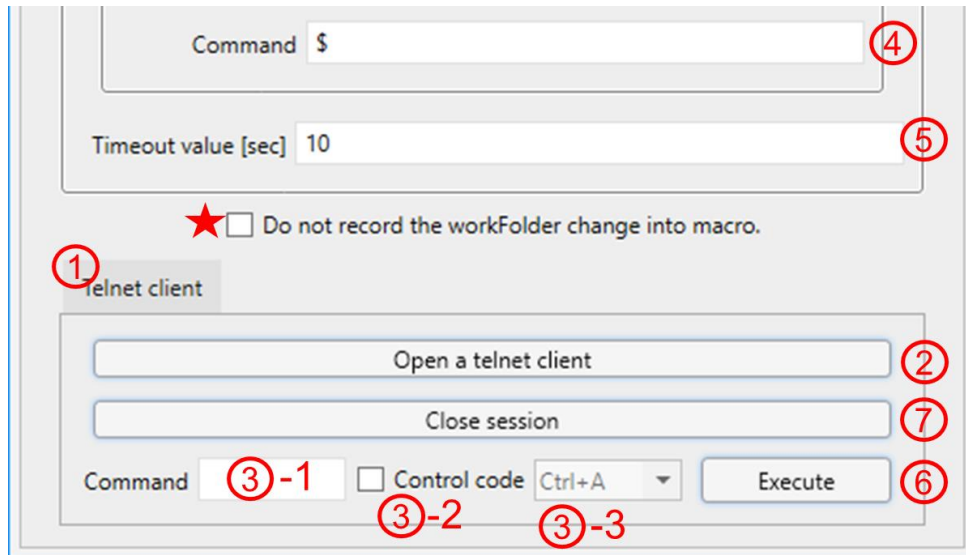 Command $ ④
Timeout value [sec] 10 ⑤
★ Do not record the workFolder change into macro.
①
Telnet client
Open a telnet client ②
Close session ⑦
Command ③-1 Control code Ctrl+A Execute ⑥
③-2 ③-3